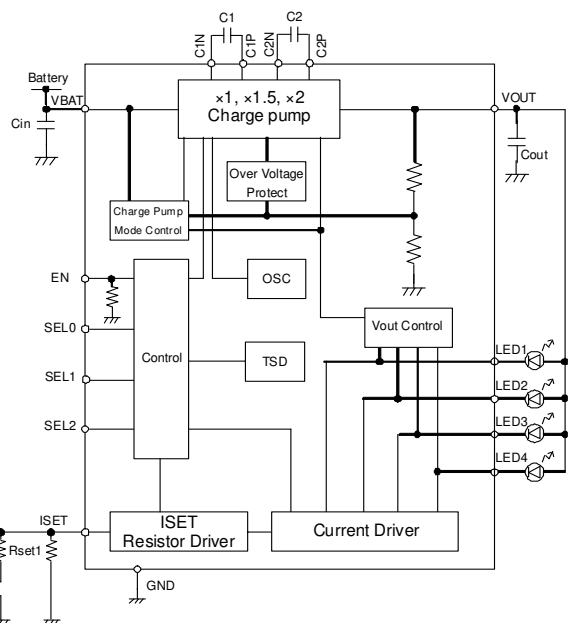 C1
C2
C1N
C1P
C2N
C2P
Battery
VBAT
×1, ×1.5, ×2
Charge pump
VOUT
Cin
Cout
Over Voltage
Protect
Charge Pump
Mode Control
EN
OSC
SEL0
Vout Control
Control
LED1
TSD
SEL1
LED2
SEL2
LED3
LED4
ISET
ISET
Resistor Driver
Current Driver
Rset1
GND